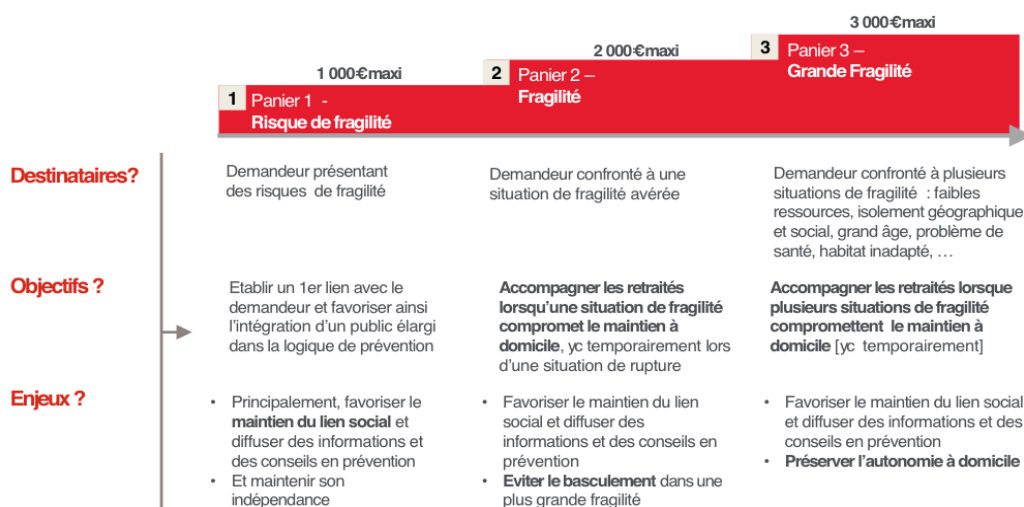 3 000€maxi
2 000€maxi
1 000€maxi
3 Panier 3 –
Grande Fragilité
2 Panier 2 –
Fragilité
1 Panier 1 -
Risque de fragilité
Destinataires?
Demandeur présentant
des risques de fragilité
Demandeur confronté à une
situation de fragilité avérée
Demandeur confronté à plusieurs
situations de fragilité : faibles
ressources, isolement géographique
et social, grand âge, problème de
santé, habitat inadapté, …
Objectifs ?
Etablir un 1er lien avec le
demandeur et favoriser ainsi
l’intégration d’un public élargi
dans la logique de prévention
Accompagner les retraités
lorsqu’une situation de fragilité
compromet le maintien à
domicile, yc temporairement lors
d’une situation de rupture
Accompagner les retraités lorsque
plusieurs situations de fragilité
compromettent le maintien à
domicile [yc temporairement]
Enjeux ?
• Principalement, favoriser le
maintien du lien social et
diffuser des informations et
des conseils en prévention
• Et maintenir son
indépendance
• Favoriser le maintien du lien
social et diffuser des
informations et des conseils en
prévention
• Eviter le basculement dans une
plus grande fragilité
• Favoriser le maintien du lien social
et diffuser des informations et des
conseils en prévention
• Préserver l’autonomie à domicile